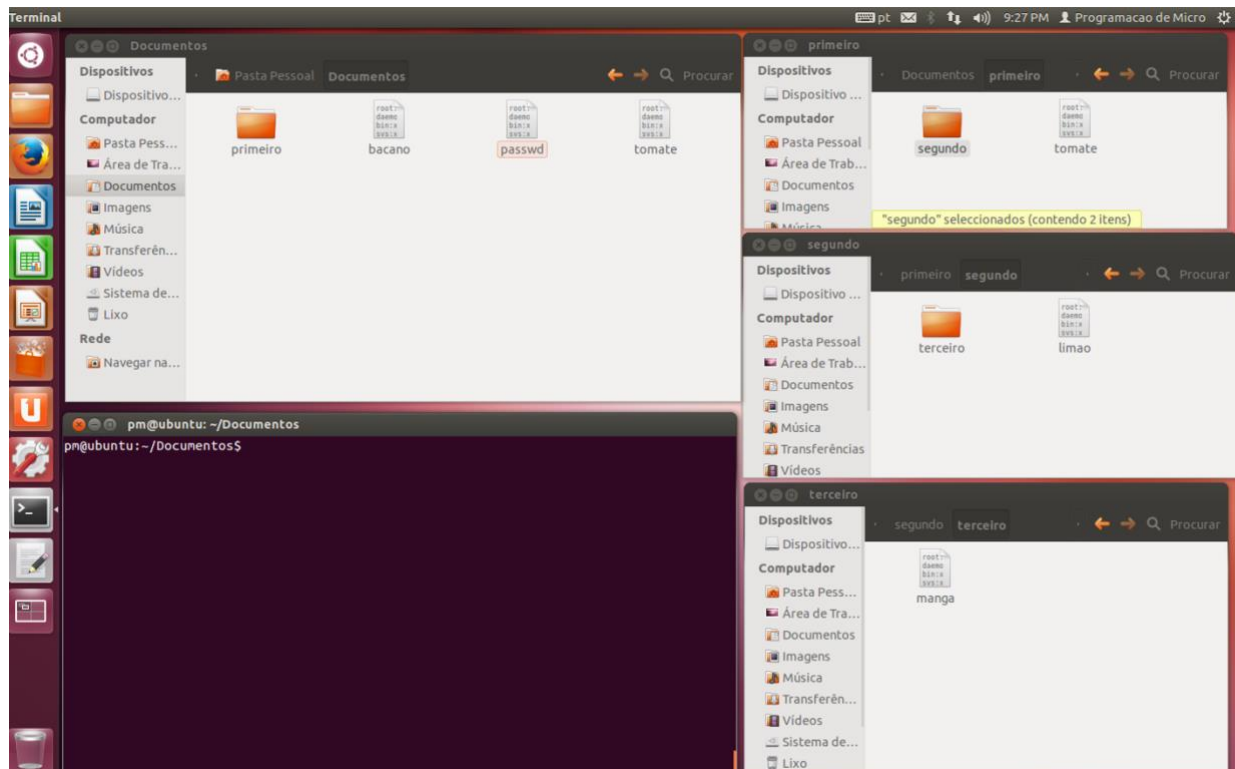 Terminal
pt
9:27 PM
Programacao de Micro
Documentos
Dispositivos
Dispositivo...
Computador
Pasta Pess...
Área de Tra...
Documentos
Imagens
Música
Transferên...
Vídeos
Sistema de...
Lixo
Rede
Navegar na...
Pasta Pessoal
Documentos
Procurar
primeiro
bacano
passwd
tomate
pm@ubuntu: ~/Documentos
pm@ubuntu:~/Documentos$
primeiro
Dispositivos
Dispositivo ...
Computador
Pasta Pessoal
Área de Trab...
Documentos
Imagens
Música
Documentos
primeiro
Procurar
segundo
tomate
"segundo" seleccionados (contendo 2 itens)
segundo
Dispositivos
Dispositivo ...
Computador
Pasta Pessoal
Área de Trab...
Documentos
Imagens
Música
Transferências
Vídeos
primeiro
segundo
Procurar
terceiro
limao
terceiro
Dispositivos
Dispositivo...
Computador
Pasta Pess...
Área de Tra...
Documentos
Imagens
Música
Transferên...
Vídeos
Sistema de...
Lixo
segundo
terceiro
Procurar
manga